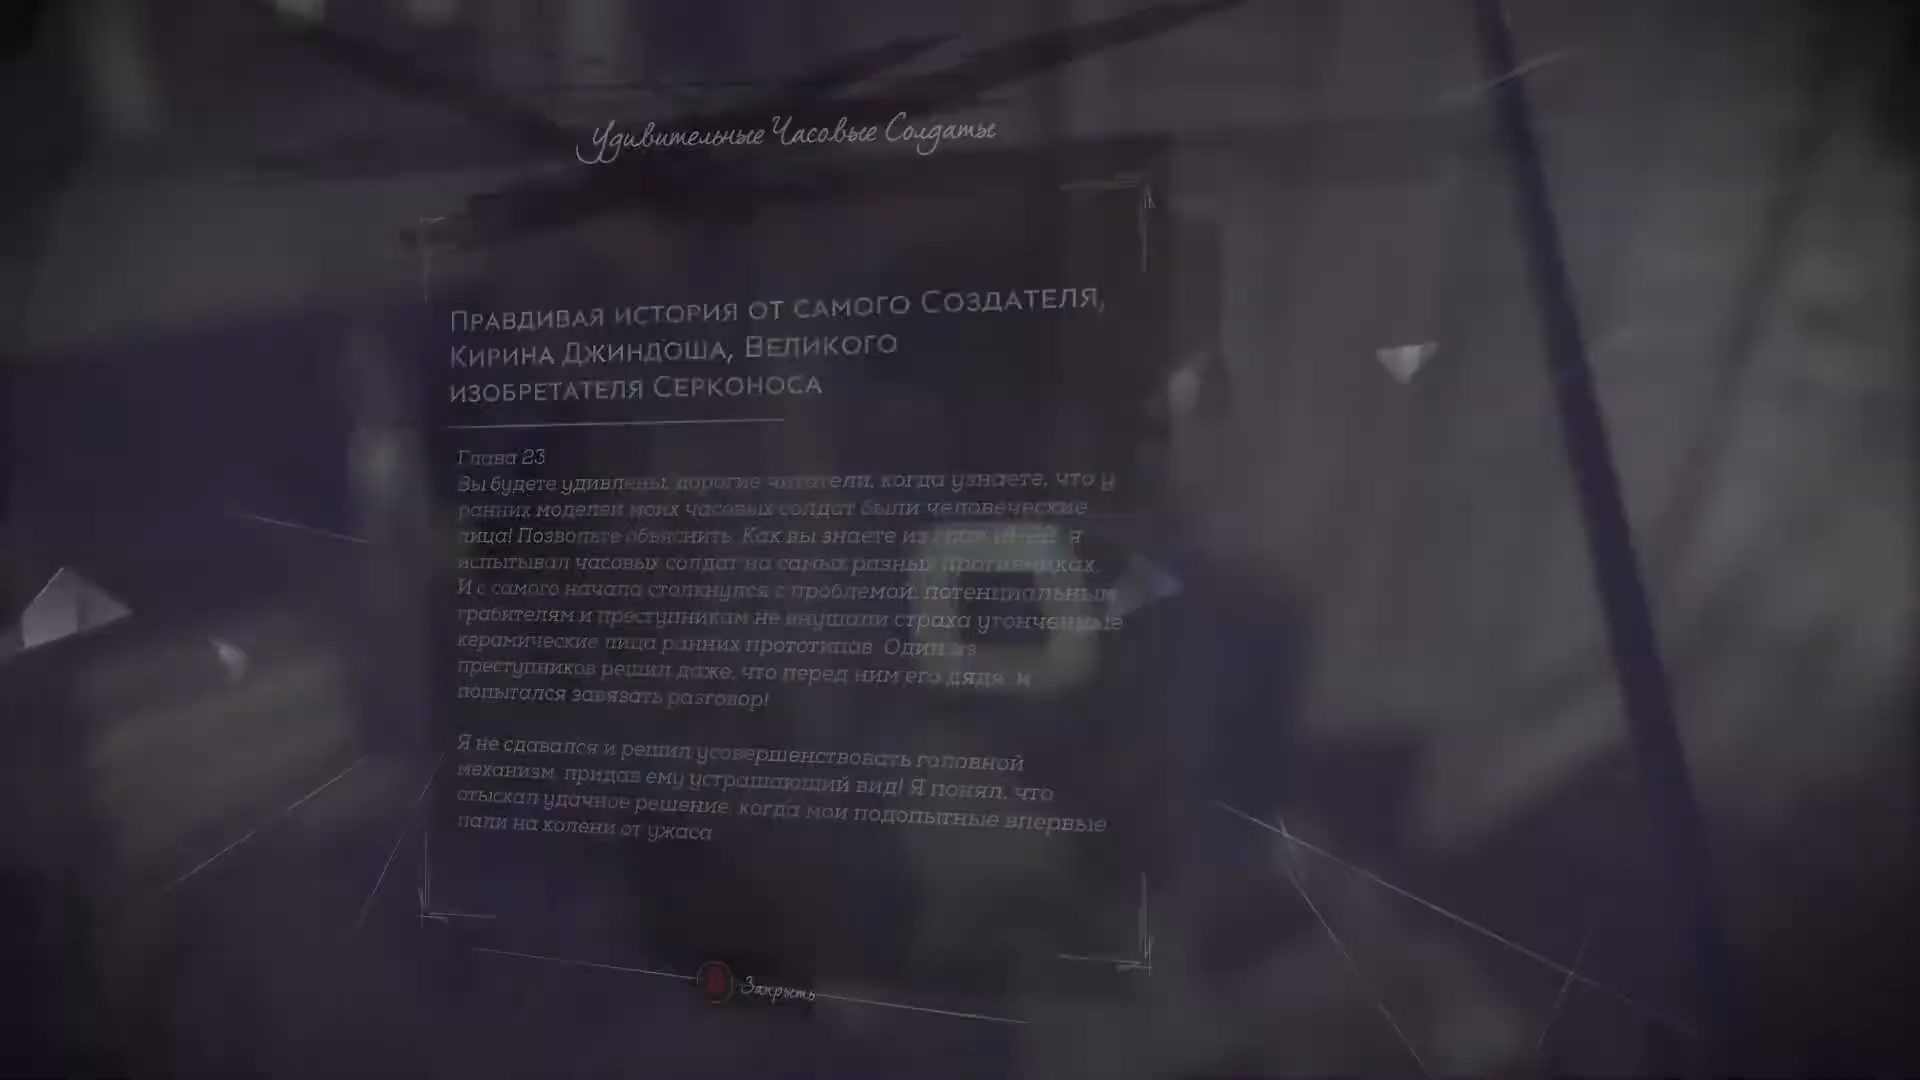 Удивительные Часовые Солдаты
Правдивая история от самого Создателя,
Кирина Джиндоша, Великого
изобретателя Серконоса
Глава 23
Вы будете удивлены, дорогие читатели, когда узнаете, что у
ранних моделей моих часовых солдат были человеческие
лица! Позвольте объяснить. Как вы знаете из я
испытывал часовых солдат на самых разных противниках.
И с самого начала столкнулся с проблемой: потенциальным
грабителям и преступникам не внушали страха утонченные
керамические лица ранних прототипов. Один из
преступников решил даже, что перед ним его дядя, и
попытался завязать разговор!
Я не сдавался и решил усовершенствовать головной
механизм, придав ему устрашающий вид! Я понял, что
отыскал удачное решение, когда мои подопытные впервые
пали на колени от ужаса
Закрыть